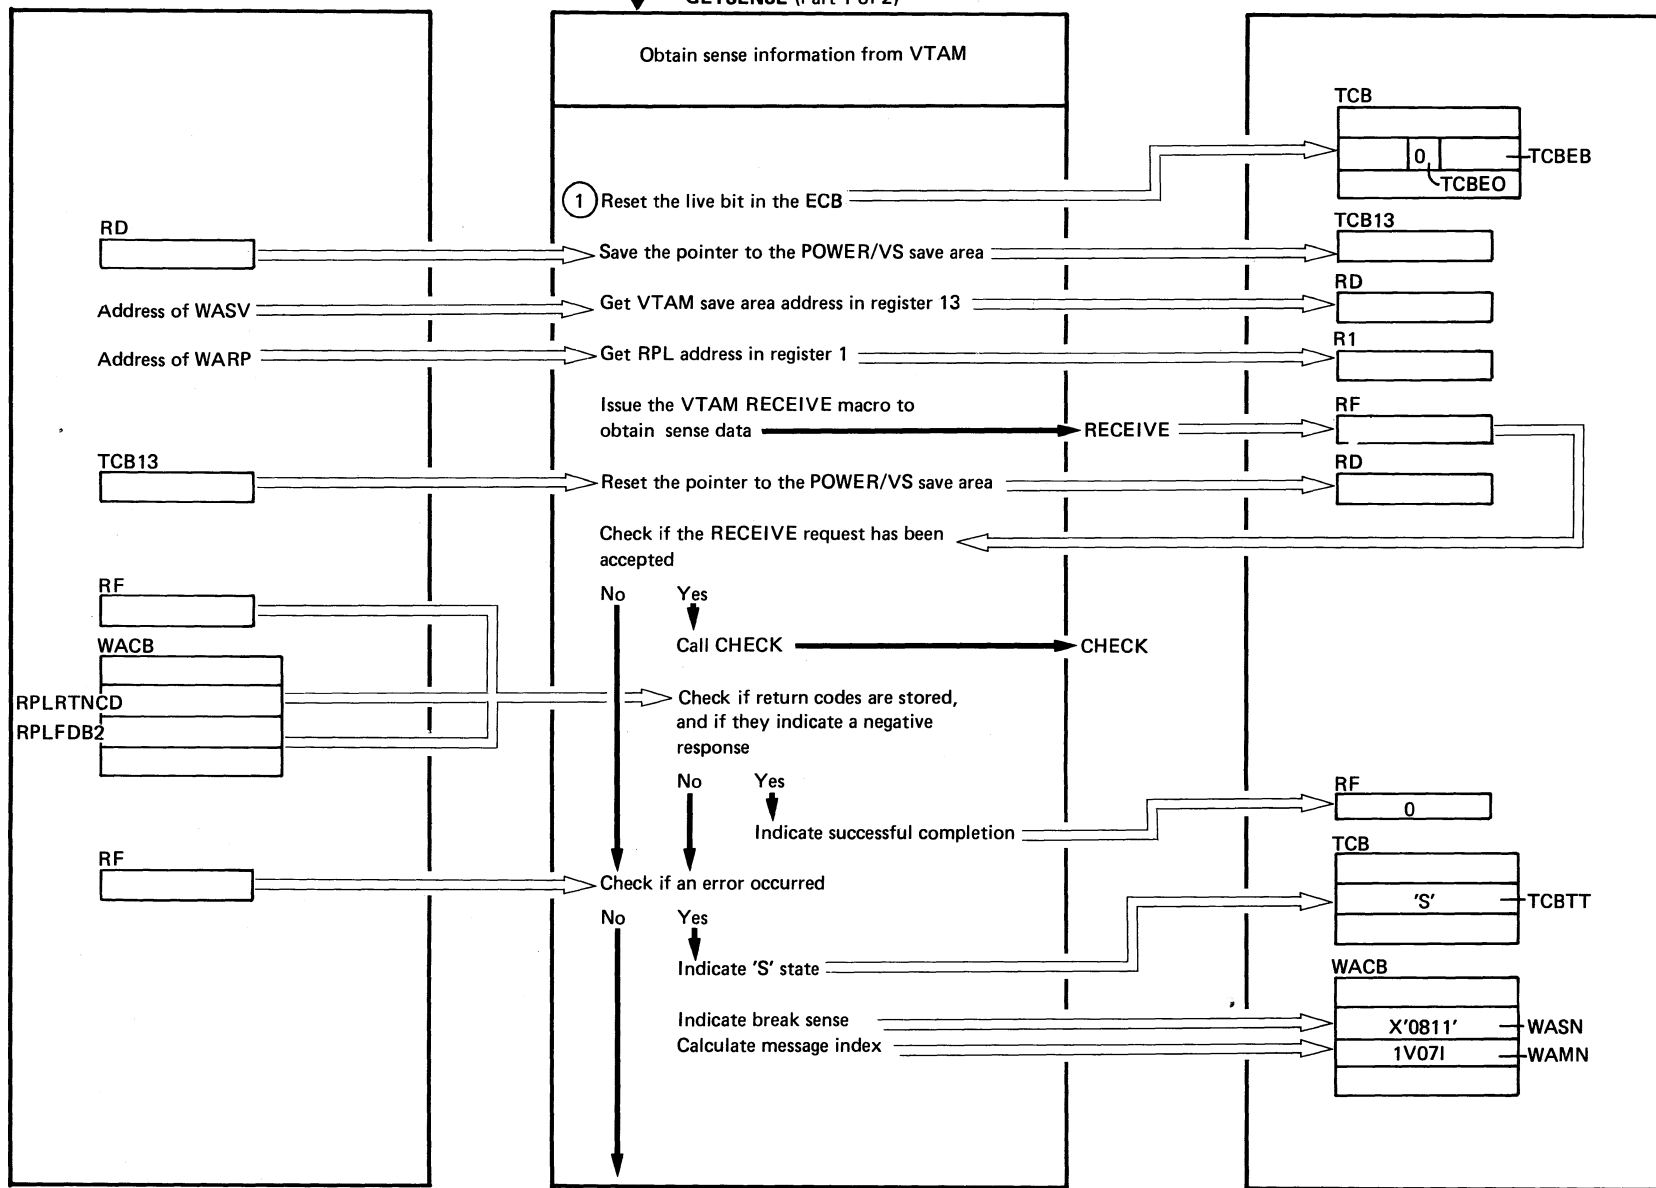 GETSENSE (Part 1 of 2)
Obtain sense information from VTAM
TCB
0
TCBEB
TCBEO
1 Reset the live bit in the ECB
RD
Save the pointer to the POWER/VS save area
TCB13
Address of WASV
Get VTAM save area address in register 13
RD
Address of WARP
Get RPL address in register 1
R1
Issue the VTAM RECEIVE macro to
obtain sense data
RECEIVE
RF
TCB13
Reset the pointer to the POWER/VS save area
RD
Check if the RECEIVE request has been
accepted
No Yes
Call CHECK
CHECK
RF
WACB
RPLRTNCD
RPLFDB2
Check if return codes are stored,
and if they indicate a negative
response
No Yes
Indicate successful completion
RF
0
RF
Check if an error occurred
No Yes
Indicate 'S' state
TCB
'S'
TCBTT
WACB
Indicate break sense
X'0811'
WASN
Calculate message index
1V07I
WAMN